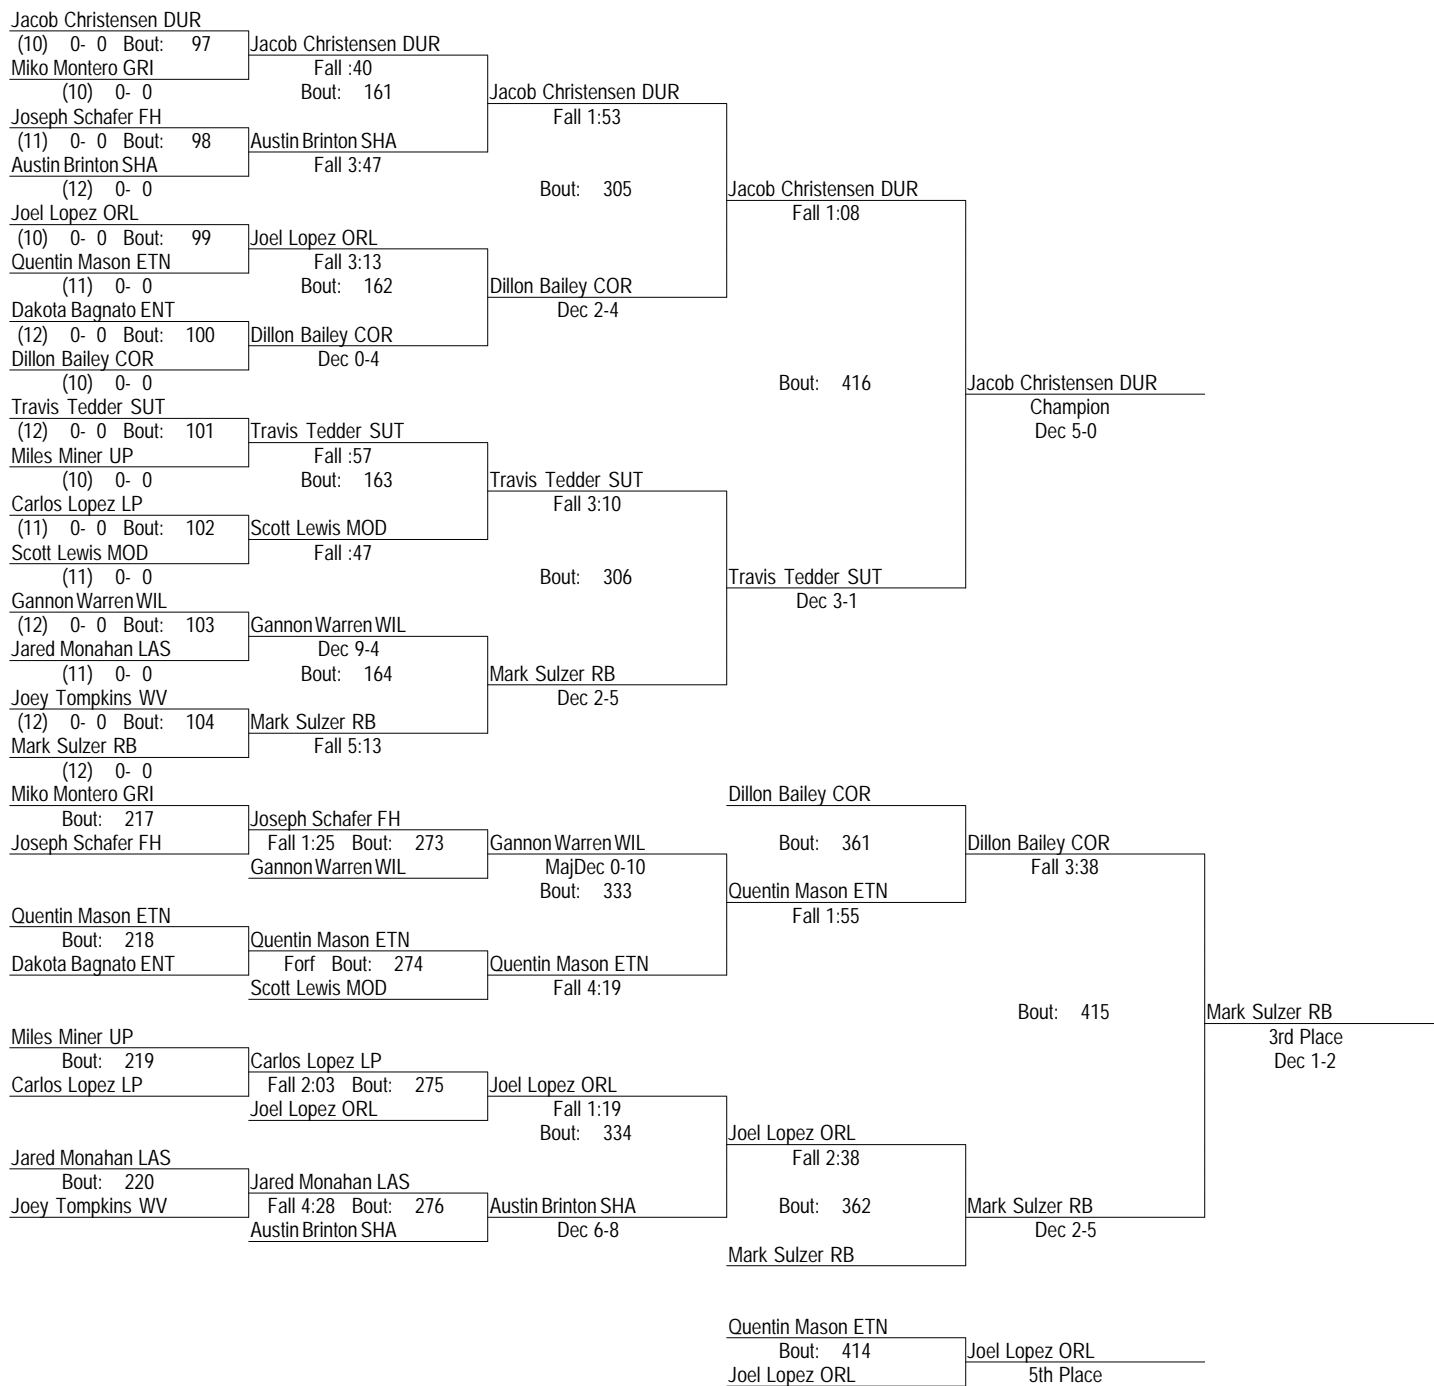 Jacob Christensen DUR
(10) 0- 0 Bout: 97
Miko Montero GRI
(10) 0- 0
Joseph Schafer FH
(11) 0- 0 Bout: 98
Austin Brinton SHA
(12) 0- 0
Joel Lopez ORL
(10) 0- 0 Bout: 99
Quentin Mason ETN
(11) 0- 0
Dakota Bagnato ENT
(12) 0- 0 Bout: 100
Dillon Bailey COR
(10) 0- 0
Travis Tedder SUT
(12) 0- 0 Bout: 101
Miles Miner UP
(10) 0- 0
Carlos Lopez LP
(11) 0- 0 Bout: 102
Scott Lewis MOD
(11) 0- 0
Gannon Warren WIL
(12) 0- 0 Bout: 103
Jared Monahan LAS
(11) 0- 0
Joey Tompkins WV
(12) 0- 0 Bout: 104
Mark Sulzer RB
(12) 0- 0
Jacob Christensen DUR
Fall :40
Bout: 161
Austin Brinton SHA
Fall 3:47
Joel Lopez ORL
Fall 3:13
Bout: 162
Dillon Bailey COR
Dec 0-4
Travis Tedder SUT
Fall :57
Bout: 163
Scott Lewis MOD
Fall :47
Gannon Warren WIL
Dec 9-4
Bout: 164
Mark Sulzer RB
Fall 5:13
Jacob Christensen DUR
Fall 1:53
Bout: 305
Dillon Bailey COR
Dec 2-4
Travis Tedder SUT
Fall 3:10
Bout: 306
Mark Sulzer RB
Dec 2-5
Jacob Christensen DUR
Fall 1:08
Bout: 416
Travis Tedder SUT
Dec 3-1
Jacob Christensen DUR
Champion
Dec 5-0
Miko Montero GRI
Bout: 217
Joseph Schafer FH
Quentin Mason ETN
Bout: 218
Dakota Bagnato ENT
Miles Miner UP
Bout: 219
Carlos Lopez LP
Jared Monahan LAS
Bout: 220
Joey Tompkins WV
Joseph Schafer FH
Fall 1:25 Bout: 273
Gannon Warren WIL
Quentin Mason ETN
Forf Bout: 274
Scott Lewis MOD
Carlos Lopez LP
Fall 2:03 Bout: 275
Joel Lopez ORL
Jared Monahan LAS
Fall 4:28 Bout: 276
Austin Brinton SHA
Gannon Warren WIL
MajDec 0-10
Bout: 333
Quentin Mason ETN
Fall 4:19
Joel Lopez ORL
Fall 1:19
Bout: 334
Austin Brinton SHA
Dec 6-8
Dillon Bailey COR
Bout: 361
Quentin Mason ETN
Fall 1:55
Joel Lopez ORL
Fall 2:38
Bout: 362
Mark Sulzer RB
Dillon Bailey COR
Fall 3:38
Bout: 415
Mark Sulzer RB
Dec 2-5
Mark Sulzer RB
3rd Place
Dec 1-2
Quentin Mason ETN
Bout: 414
Joel Lopez ORL
Joel Lopez ORL
5th Place